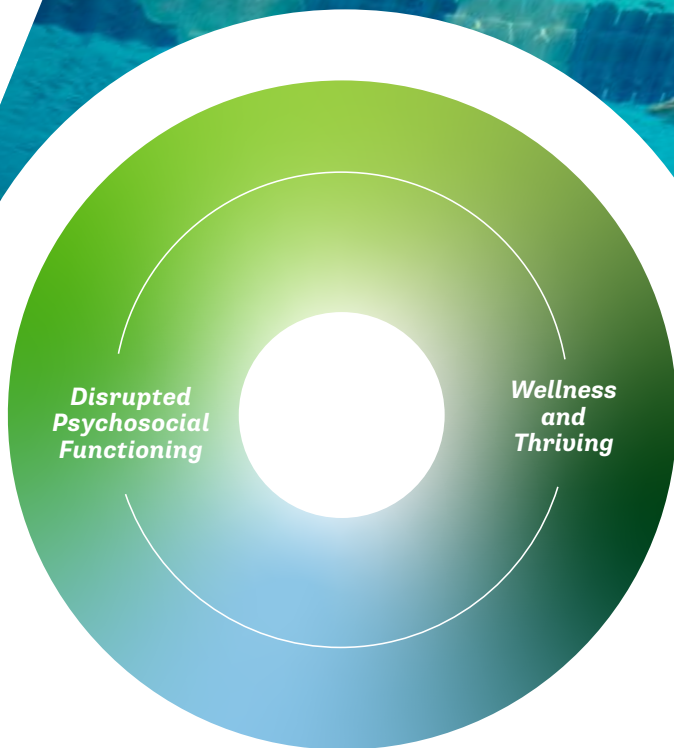 Disrupted
Psychosocial
Functioning
Wellness
and
Thriving